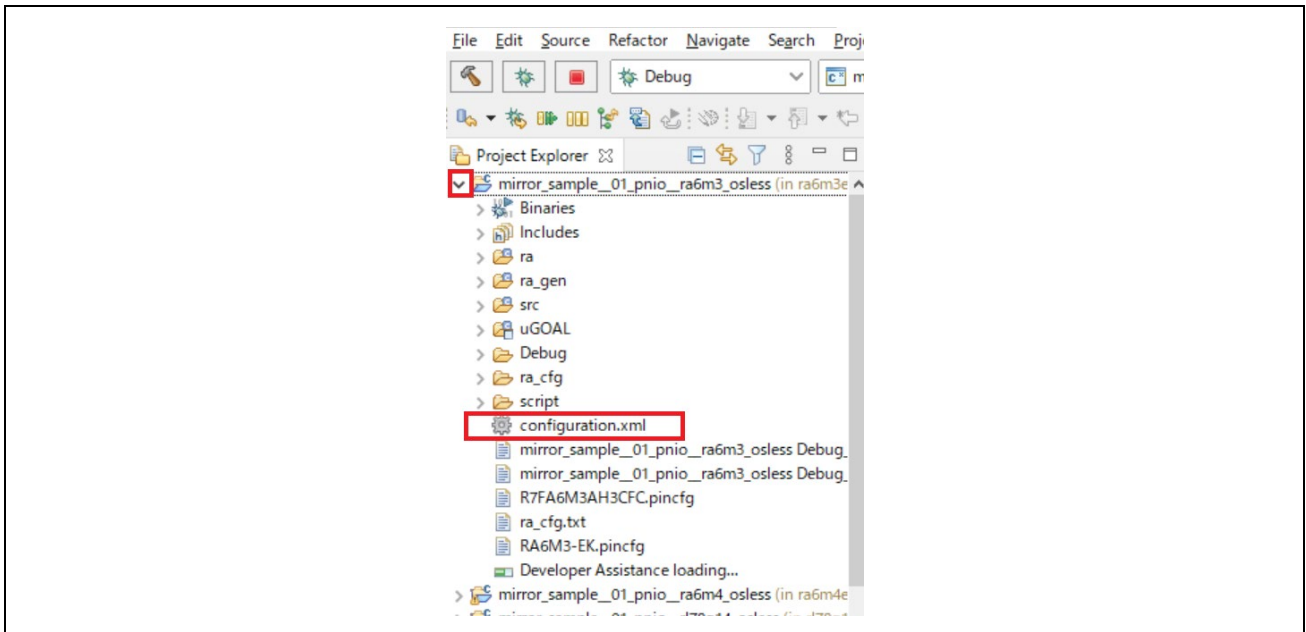 File Edit Source Refactor Navigate Search Proj
Debug m
Project Explorer
mirror_sample__01_pnio__ra6m3_osless (in ra6m3e
Binaries
Includes
ra
ra_gen
src
uGOAL
Debug
ra_cfg
script
configuration.xml
mirror_sample__01_pnio__ra6m3_osless Debug_
mirror_sample__01_pnio__ra6m3_osless Debug_
R7FA6M3AH3CFC.pincfg
ra_cfg.txt
RA6M3-EK.pincfg
Developer Assistance loading...
mirror_sample__01_pnio__ra6m4_osless (in ra6m4e